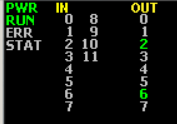 PWR IN OUT
RUN 0 8 0
ERR 1 9 1
STAT 2 10 2
3 11 3
4 4
5 5
6 6
7 7